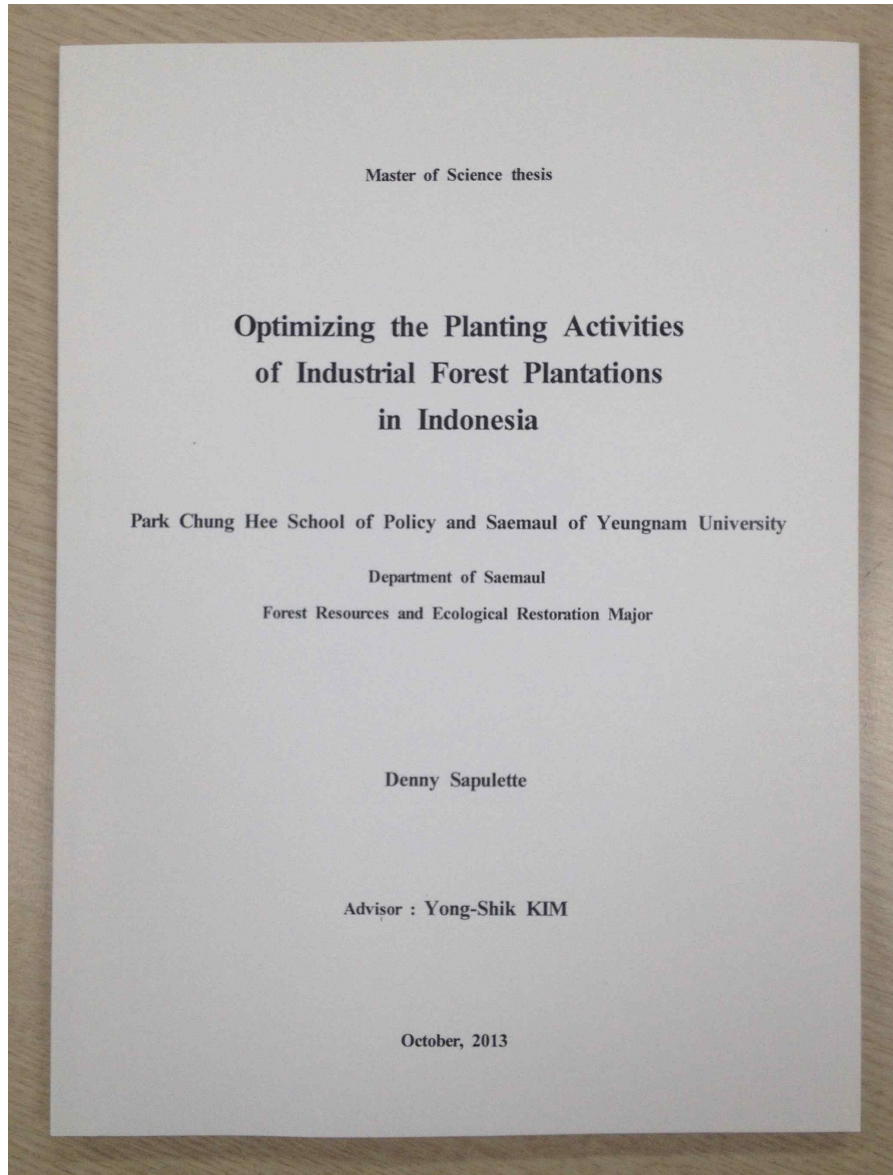 Master of Science thesis
Optimizing the Planting Activities
of Industrial Forest Plantations
in Indonesia
Park Chung Hee School of Policy and Saemaul of Yeungnam University
Department of Saemaul
Forest Resources and Ecological Restoration Major
Denny Sapulette
Advisor : Yong-Shik KIM
October, 2013